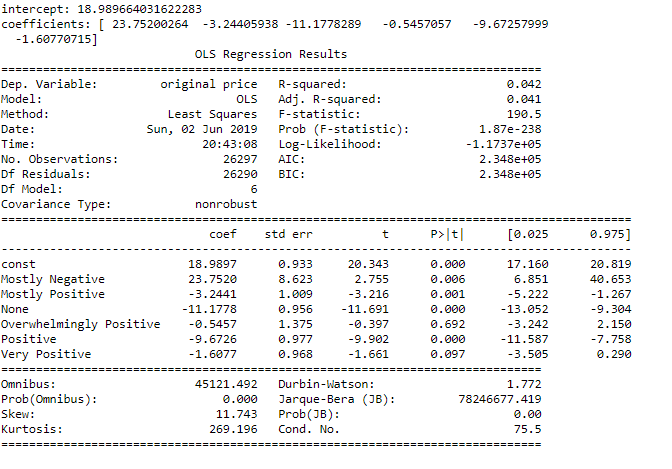 intercept: 18.989664031622283
coefficients: [ 23.75200264 -3.24405938 -11.1778289 -0.5457057 -9.67257999
-1.60770715]
OLS Regression Results
==============================================================================
Dep. Variable: original price R-squared: 0.042
Model: OLS Adj. R-squared: 0.041
Method: Least Squares F-statistic: 190.5
Date: Sun, 02 Jun 2019 Prob (F-statistic): 1.87e-238
Time: 20:43:08 Log-Likelihood: -1.1737e+05
No. Observations: 26297 AIC: 2.348e+05
Df Residuals: 26290 BIC: 2.348e+05
Df Model: 6
Covariance Type: nonrobust
===========================================================================================
coef std err t P>|t| [0.025 0.975]
-------------------------------------------------------------------------------------------
const 18.9897 0.933 20.343 0.000 17.160 20.819
Mostly Negative 23.7520 8.623 2.755 0.006 6.851 40.653
Mostly Positive -3.2441 1.009 -3.216 0.001 -5.222 -1.267
None -11.1778 0.956 -11.691 0.000 -13.052 -9.304
Overwhelmingly Positive -0.5457 1.375 -0.397 0.692 -3.242 2.150
Positive -9.6726 0.977 -9.902 0.000 -11.587 -7.758
Very Positive -1.6077 0.968 -1.661 0.097 -3.505 0.290
==============================================================================
Omnibus: 45121.492 Durbin-Watson: 1.772
Prob(Omnibus): 0.000 Jarque-Bera (JB): 78246677.419
Skew: 11.743 Prob(JB): 0.00
Kurtosis: 269.196 Cond. No. 75.5
==============================================================================